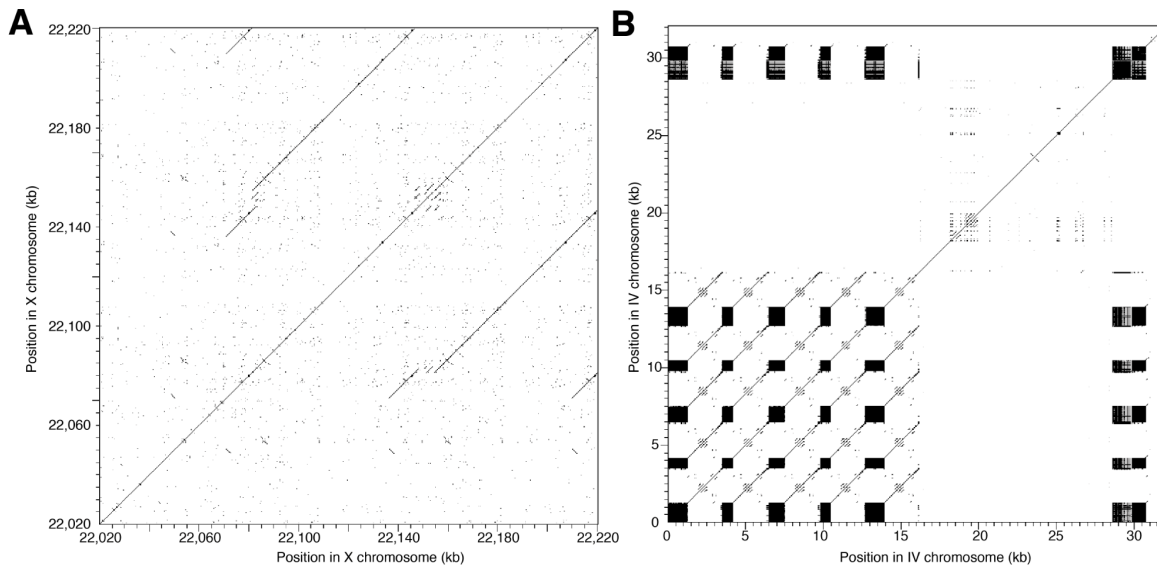 A
22,220
22,180
22,140
22,100
22,060
22,020
Position in X chromosome (kb)
22,020 22,060 22,100 22,140 22,180 22,220
Position in X chromosome (kb)
B
30
25
20
15
10
5
0
Position in IV chromosome (kb)
0 5 10 15 20 25 30
Position in IV chromosome (kb)